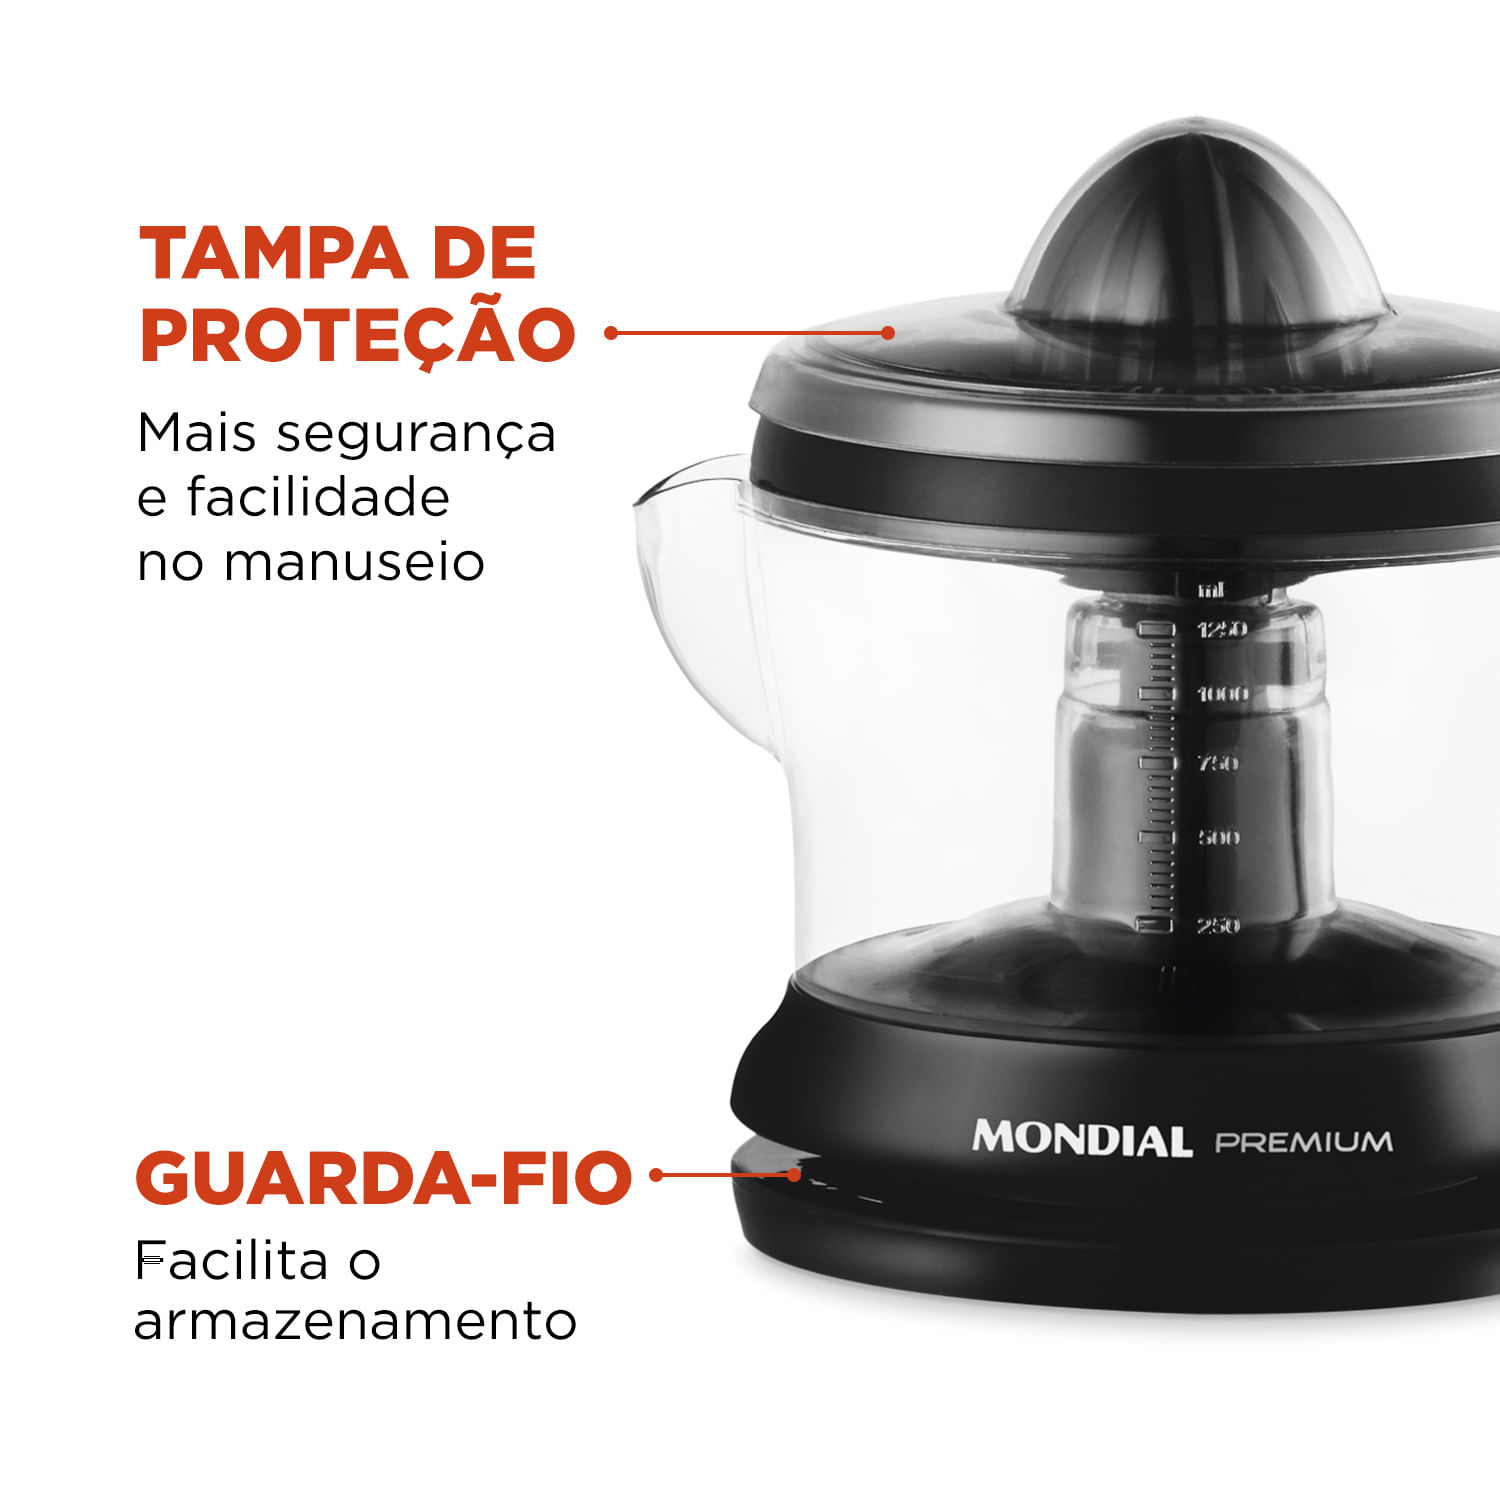 TAMPA DE
PROTEÇÃO
Mais segurança
e facilidade
no manuseio
ml
1250
1000
750
500
250
MONDIAL PREMIUM
GUARDA-FIO
Facilita o
armazenamento